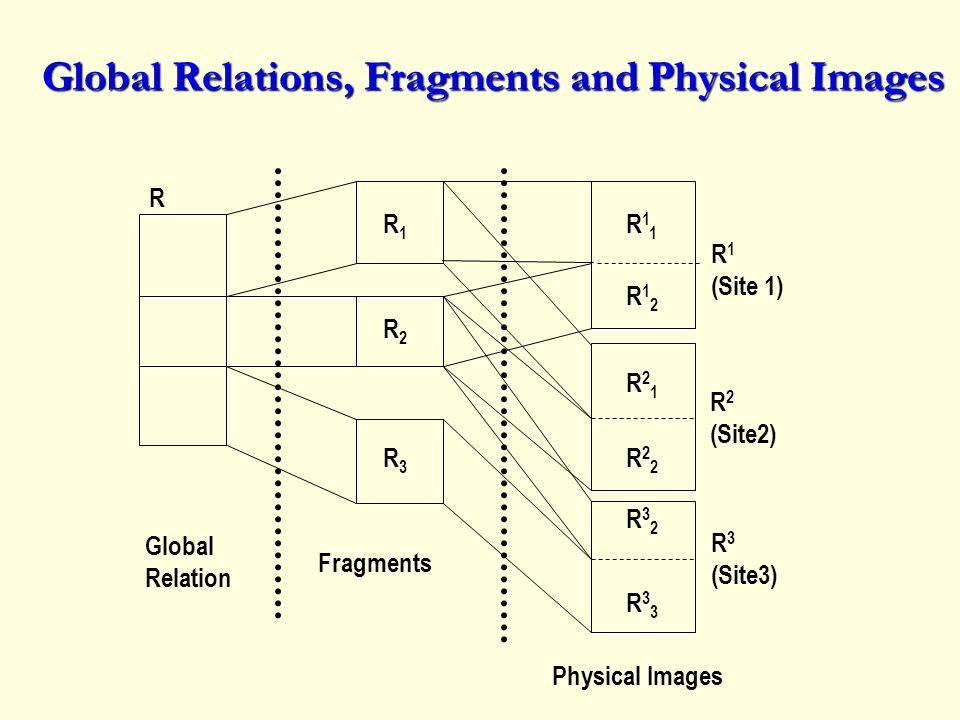 Global Relations, Fragments and Physical Images
R
R₁
R¹₁
R¹
(Site 1)
R¹₂
R₂
R²₁
R²
(Site2)
R₃
R²₂
R³₂
R³
(Site3)
Global
Relation
Fragments
R³₃
Physical Images